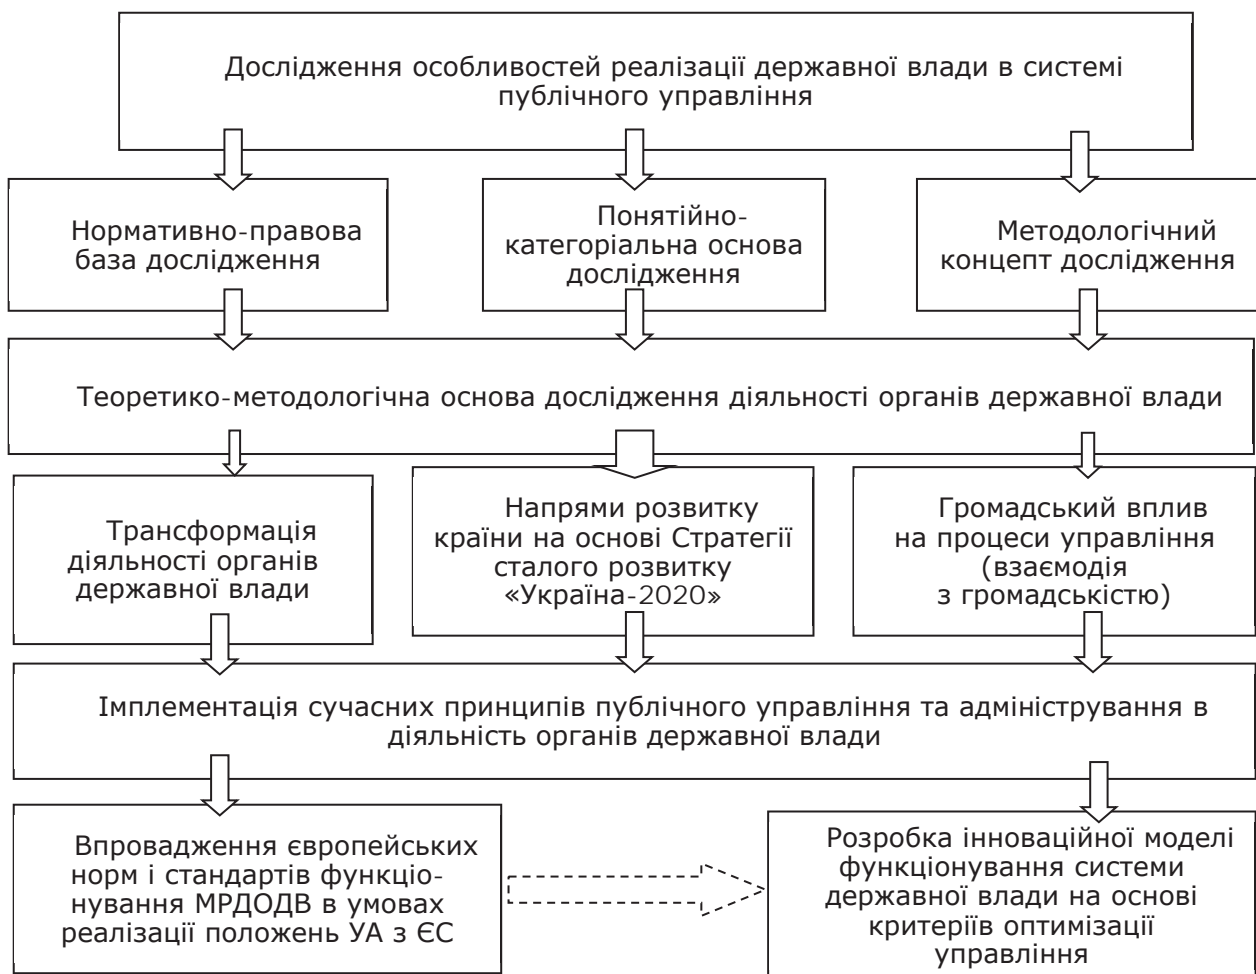 Дослідження особливостей реалізації державної влади в системі
публічного управління
Нормативно-правова
база дослідження
Понятійно-
категоріальна основа
дослідження
Методологічний
концепт дослідження
Теоретико-методологічна основа дослідження діяльності органів державної влади
Трансформація
діяльності органів
державної влади
Напрями розвитку
країни на основі Стратегії
сталого розвитку
«Україна-2020»
Громадський вплив
на процеси управління
(взаємодія
з громадськістю)
Імплементація сучасних принципів публічного управління та адміністрування в
діяльність органів державної влади
Впровадження європейських
норм і стандартів функціо-
нування МРДОДВ в умовах
реалізації положень УА з ЄС
Розробка інноваційної моделі
функціонування системи
державної влади на основі
критеріїв оптимізації
управління